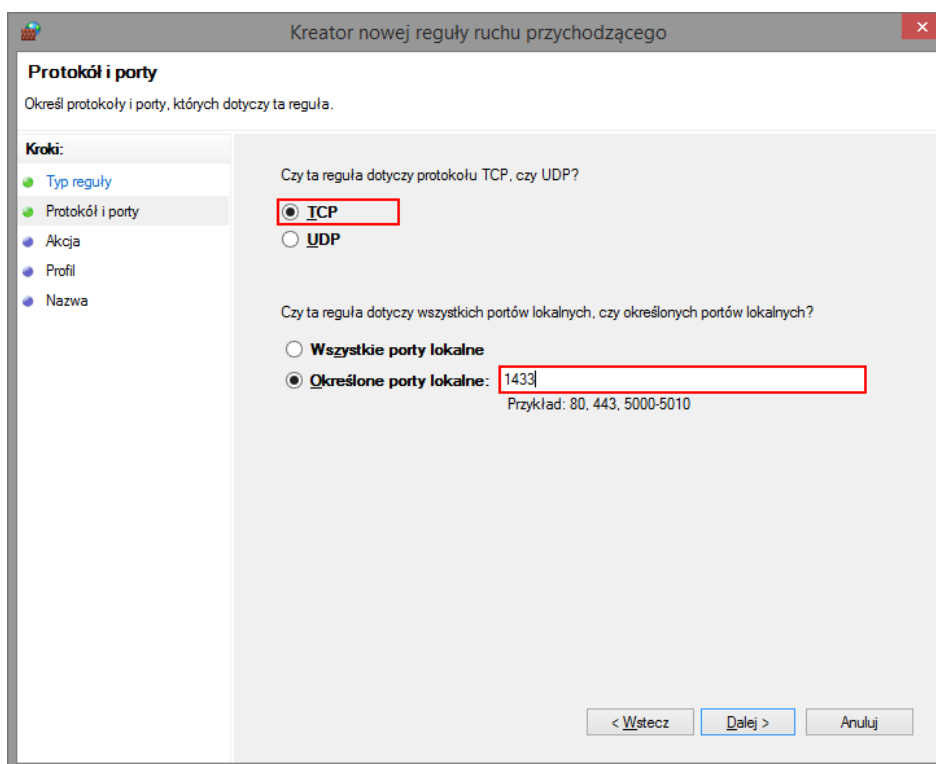 Kreator nowej reguły ruchu przychodzącego
Protokół i porty
Określ protokoły i porty, których dotyczy ta reguła.
Kroki:
Typ reguły
Protokół i porty
Akcja
Profil
Nazwa
Czy ta reguła dotyczy protokołu TCP, czy UDP?
TCP
UDP
Czy ta reguła dotyczy wszystkich portów lokalnych, czy określonych portów lokalnych?
Wszystkie porty lokalne
Określone porty lokalne: 1433
Przykład: 80, 443, 5000-5010
< Wstecz Dalej > Anuluj